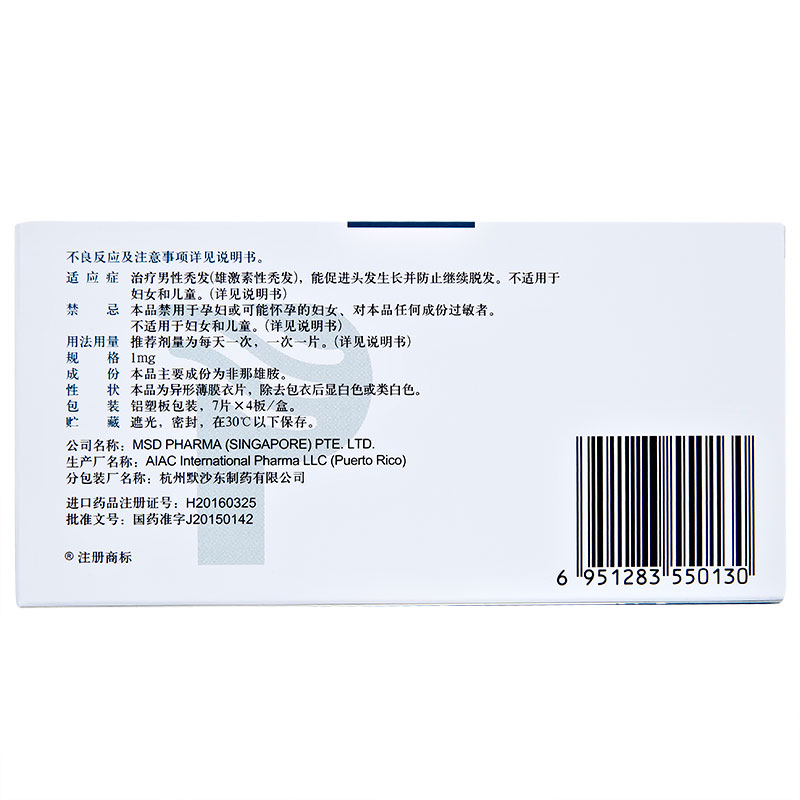 不良反应及注意事项详见说明书。
适 应 症 治疗男性秃发(雄激素性秃发)，能促进头发生长并防止继续脱发。不适用于
妇女和儿童。(详见说明书)
禁 忌 本品禁用于孕妇或可能怀孕的妇女、对本品任何成份过敏者。
不适用于妇女和儿童。(详见说明书)
用法用量 推荐剂量为每天一次，一次一片。(详见说明书)
规 格 1mg
成 份 本品主要成份为非那雄胺。
性 状 本品为异形薄膜衣片，除去包衣后显白色或类白色。
包 装 铝塑板包装，7片×4板/盒。
贮 藏 遮光，密封，在30℃以下保存。
公司名称：MSD PHARMA (SINGAPORE) PTE. LTD.
生产厂名称：AIAC International Pharma LLC (Puerto Rico)
分包装厂名称：杭州默沙东制药有限公司
进口药品注册证号：H20160325
批准文号：国药准字J20150142
® 注册商标
6 951283 550130